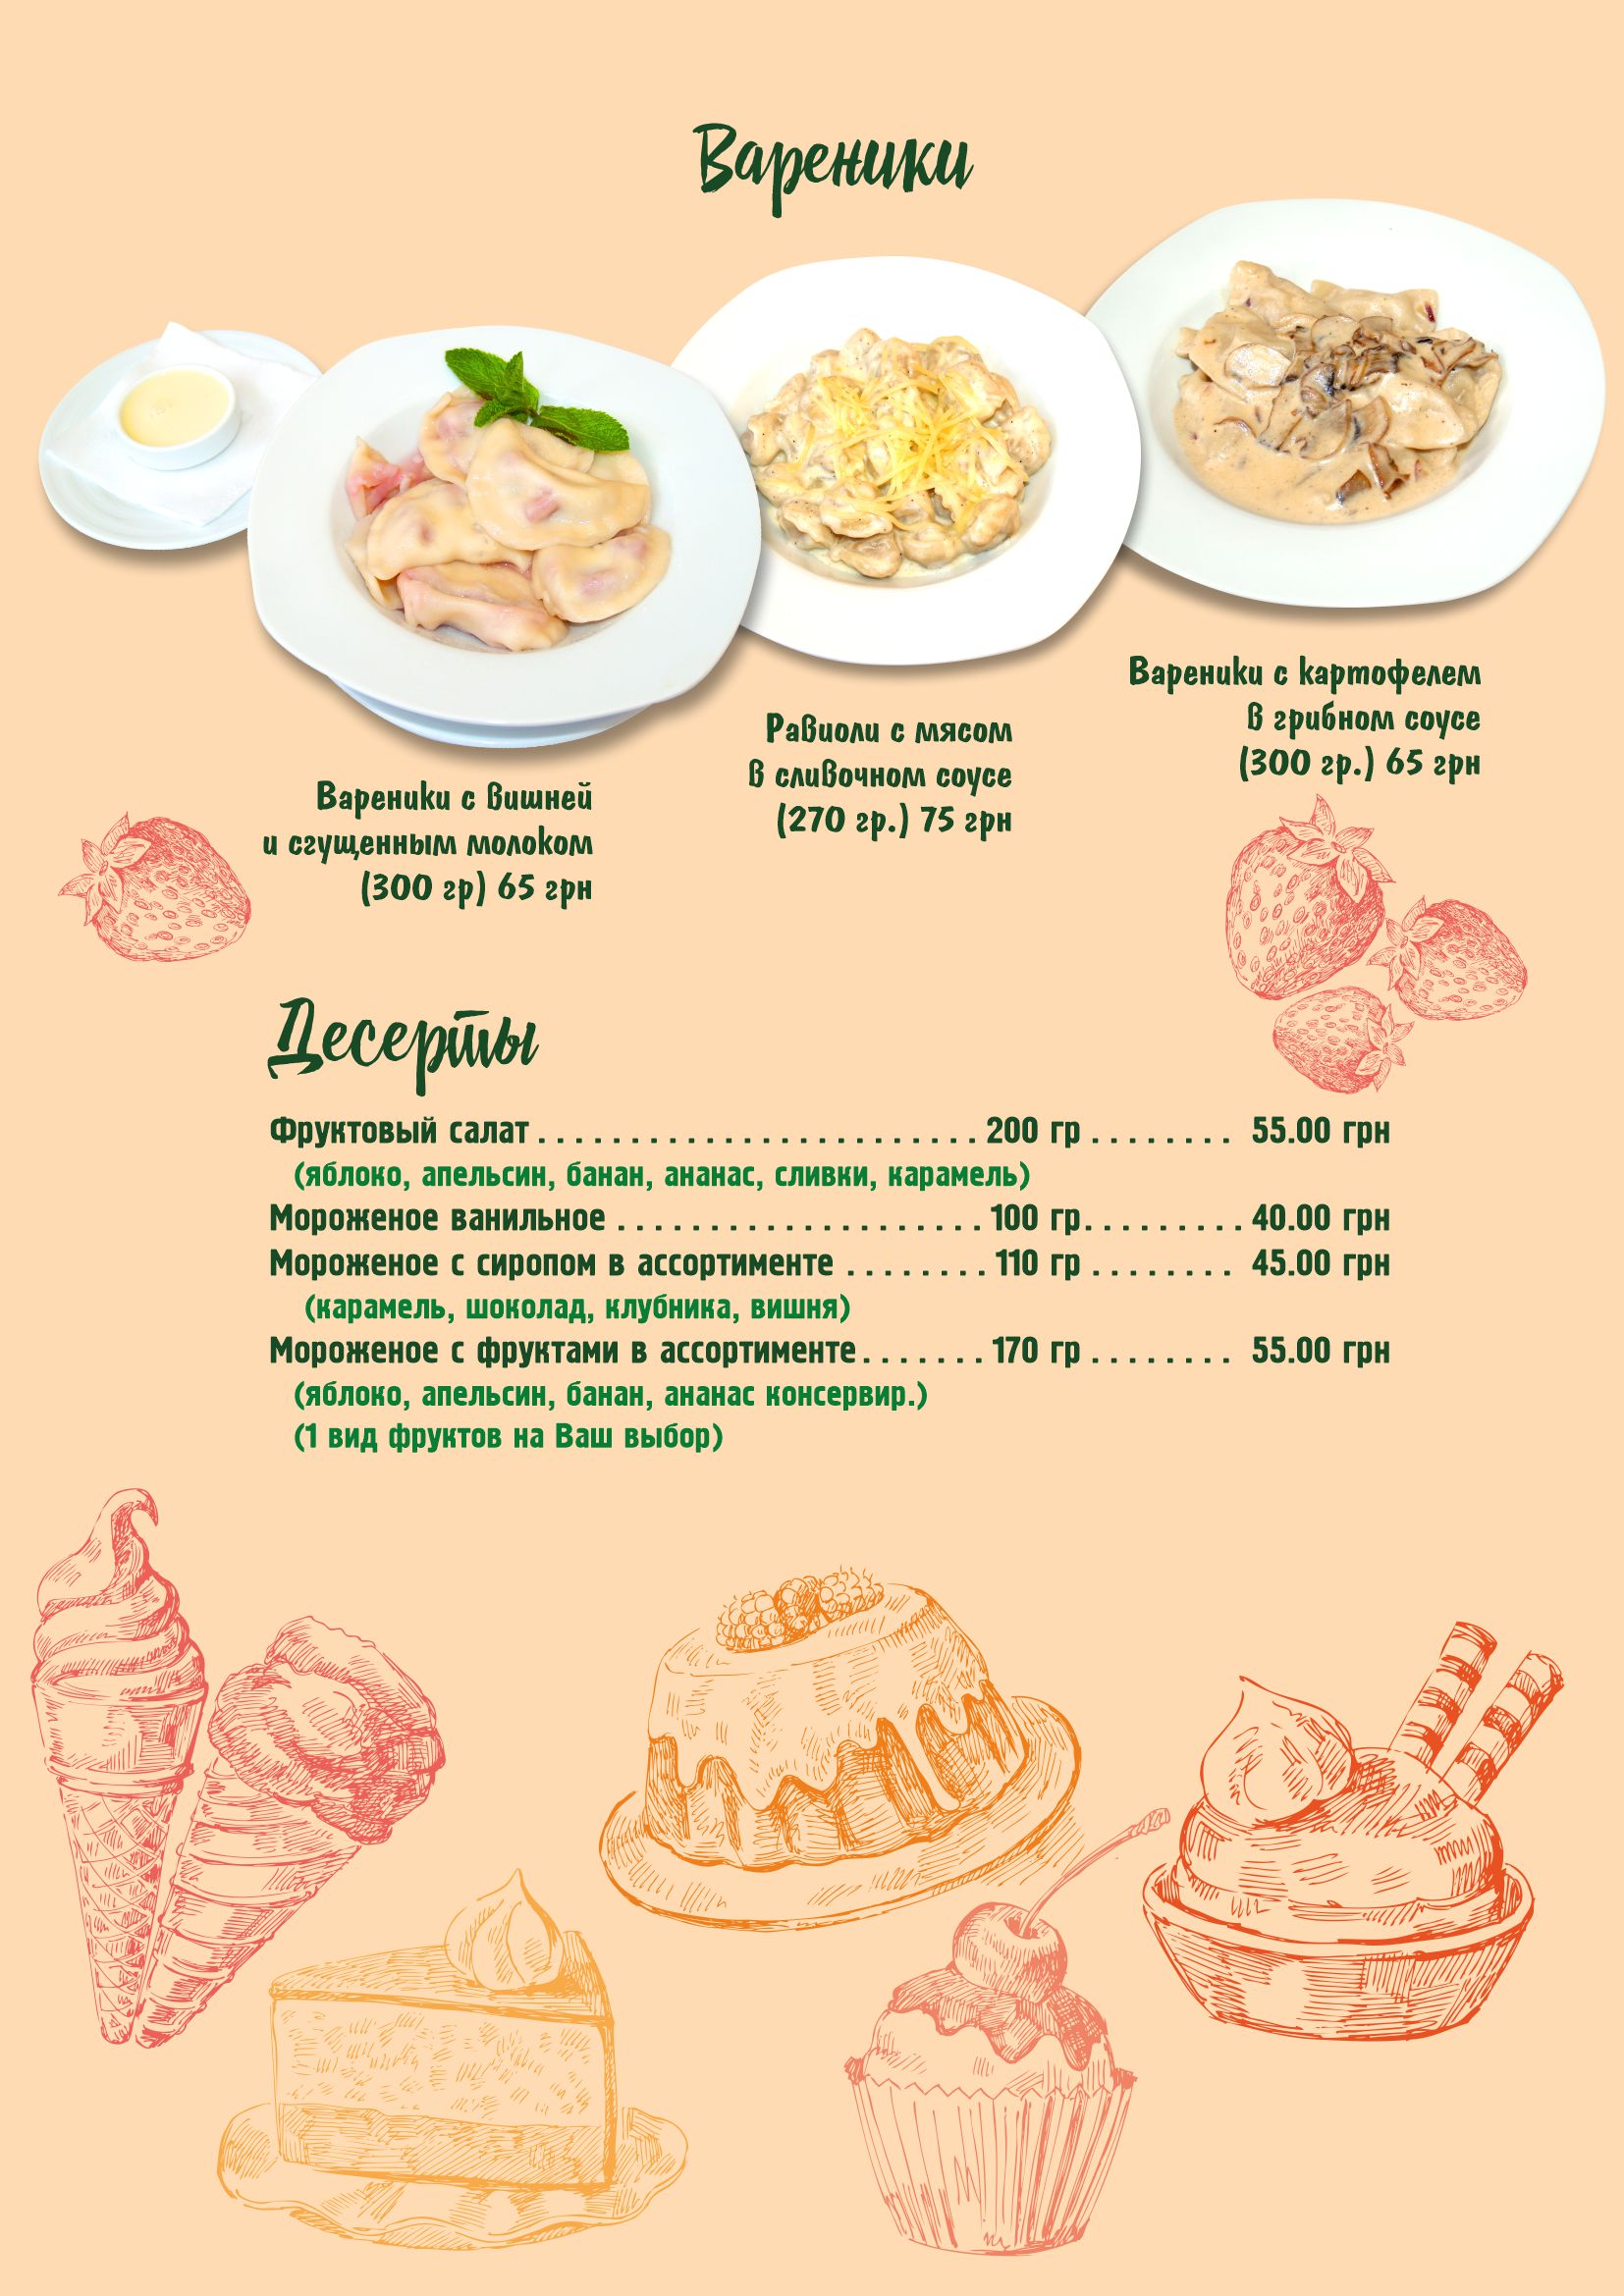 Вареники
Вареники с картофелем
в грибном соусе
(300 гр.) 65 грн
Равиоли с мясом
в сливочном соусе
(270 гр.) 75 грн
Вареники с вишней
и сгущенным молоком
(300 гр) 65 грн
Десерты
Фруктовый салат . . . . . . . . . . . . . . . . . . . . . . . . 200 гр . . . . . . . . 55.00 грн
(яблоко, апельсин, банан, ананас, сливки, карамель)
Мороженое ванильное . . . . . . . . . . . . . . . . . . . . 100 гр. . . . . . . . . 40.00 грн
Мороженое с сиропом в ассортименте . . . . . . . . 110 гр . . . . . . . . 45.00 грн
(карамель, шоколад, клубника, вишня)
Мороженое с фруктами в ассортименте. . . . . . . 170 гр . . . . . . . . 55.00 грн
(яблоко, апельсин, банан, ананас консервир.)
(1 вид фруктов на Ваш выбор)